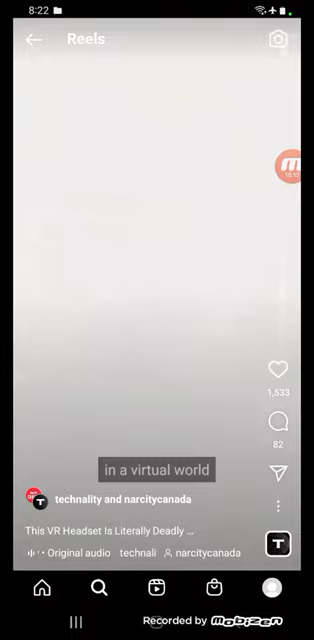 8:22
Reels
1,533
82
in a virtual world
T technality and narcitycanada
This VR Headset Is Literally Deadly ...
• Original audio technali narcitycanada
T
Recorded by mobizen